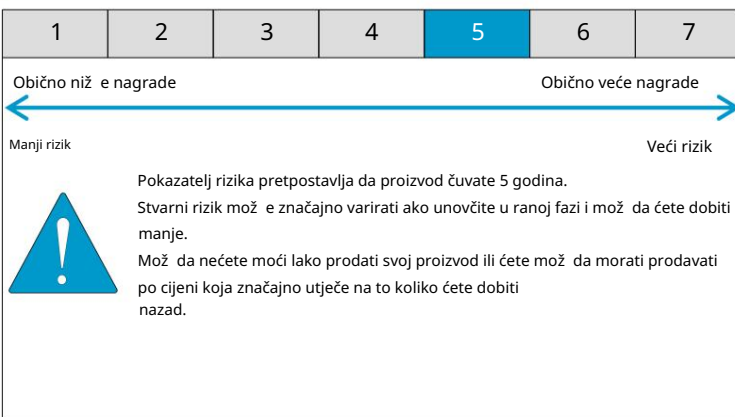 1 2 3 4 5 6 7
Obično niž e nagrade Obično veće nagrade
Manji rizik Veći rizik
Pokazatelj rizika pretpostavlja da proizvod čuvate 5 godina.
Stvarni rizik mož e značajno varirati ako unovčite u ranoj fazi i mož da ćete dobiti
manje.
Mož da nećete moći lako prodati svoj proizvod ili ćete mož da morati prodavati
po cijeni koja značajno utječe na to koliko ćete dobiti
nazad.